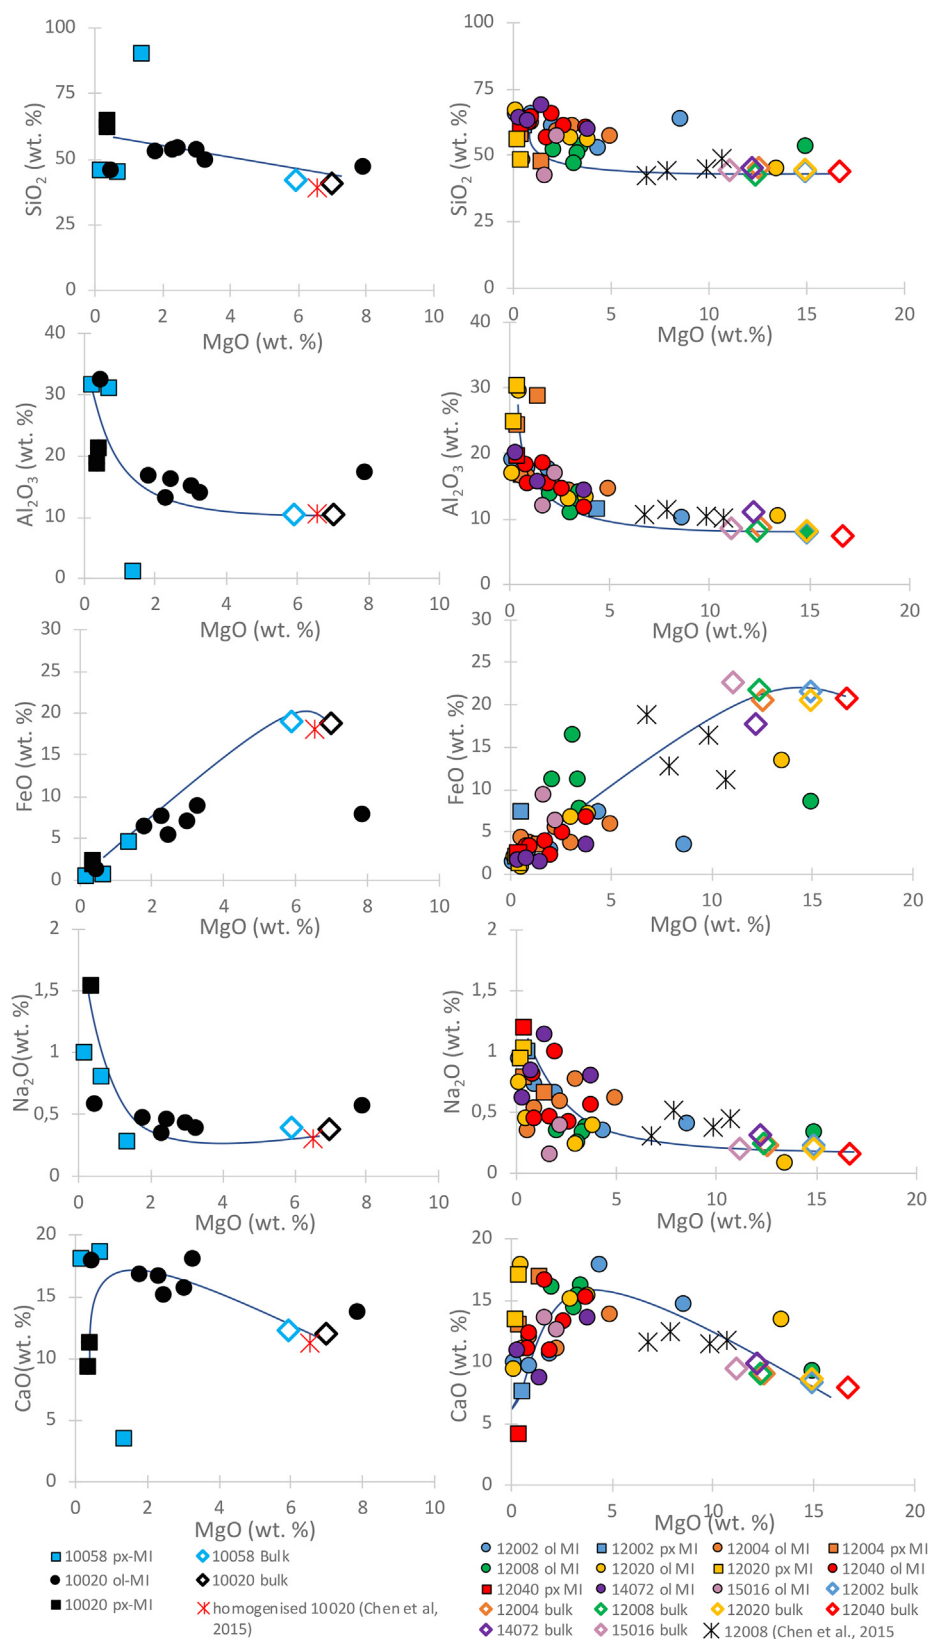 100
75
50
25
0
SiO2 (wt. %)
0 2 4 6 8 10
MgO (wt. %)
100
75
50
25
0
SiO2 (wt. %)
0 5 10 15 20
MgO (wt. %)
40
30
20
10
0
Al2O3 (wt. %)
0 2 4 6 8 10
MgO (wt. %)
40
30
20
10
0
Al2O3 (wt. %)
0 5 10 15 20
MgO (wt.%)
30
25
20
15
10
5
0
FeO (wt. %)
0 2 4 6 8 10
MgO (wt. %)
30
25
20
15
10
5
0
FeO (wt. %)
0 5 10 15 20
MgO (wt. %)
2
1,5
1
0,5
0
Na2O(wt. %)
0 2 4 6 8 10
MgO (wt. %)
2
1,5
1
0,5
0
Na2O (wt. %)
0 5 10 15 20
MgO (wt.%)
20
15
10
5
0
CaO(wt. %)
0 2 4 6 8 10
MgO (wt. %)
20
15
10
5
0
CaO (wt. %)
0 5 10 15 20
MgO (wt. %)
10058 px-MI 10058 Bulk
10020 ol-MI 10020 bulk
10020 px-MI homogenised 10020 (Chen et al,
2015)
12002 ol MI 12002 px MI 12004 ol MI 12004 px MI
12008 ol MI 12020 ol MI 12020 px MI 12040 ol MI
12040 px MI 14072 ol MI 15016 ol MI 12002 bulk
12004 bulk 12008 bulk 12020 bulk 12040 bulk
14072 bulk 15016 bulk 12008 (Chen et al., 2015